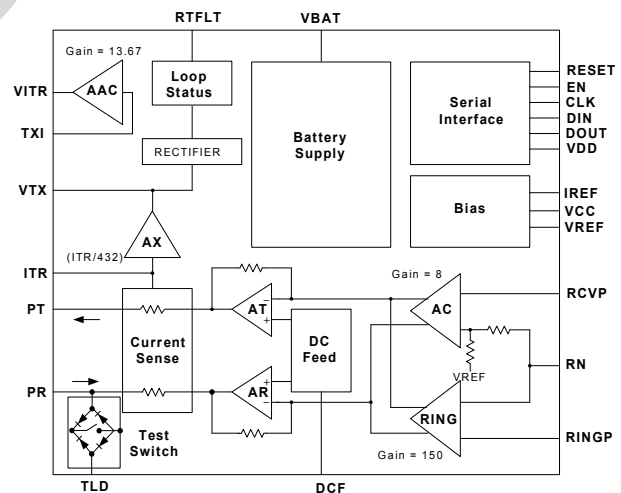 RTFLT
VBAT
Gain = 13.67
VITR
AAC
TXI
Loop
Status
RECTIFIER
VTX
Battery
Supply
Serial
Interface
RESET
EN
CLK
DIN
DOUT
VDD
Bias
IREF
VCC
VREF
AX
(ITR/432)
ITR
Gain = 8
RCVP
PT
AT
−
+
AC
Current
Sense
DC
Feed
VREF
RN
PR
AR
+
−
RING
RINGP
Gain = 150
Test
Switch
TLD
DCF